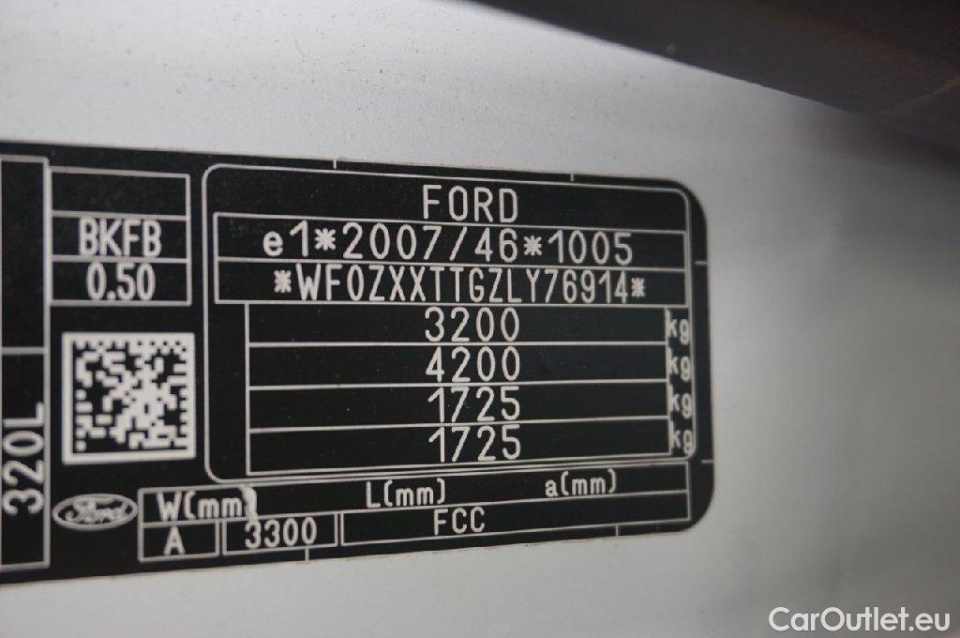 FORD
e1*2007/46*1005
*WF0ZXXTTGZLY76914*
3200 kg
4200 kg
1725 kg
1725 kg
BKFB
0.50
320L
Ford
W(mm) L(mm) a(mm)
A 3300 FCC
CarOutlet.eu